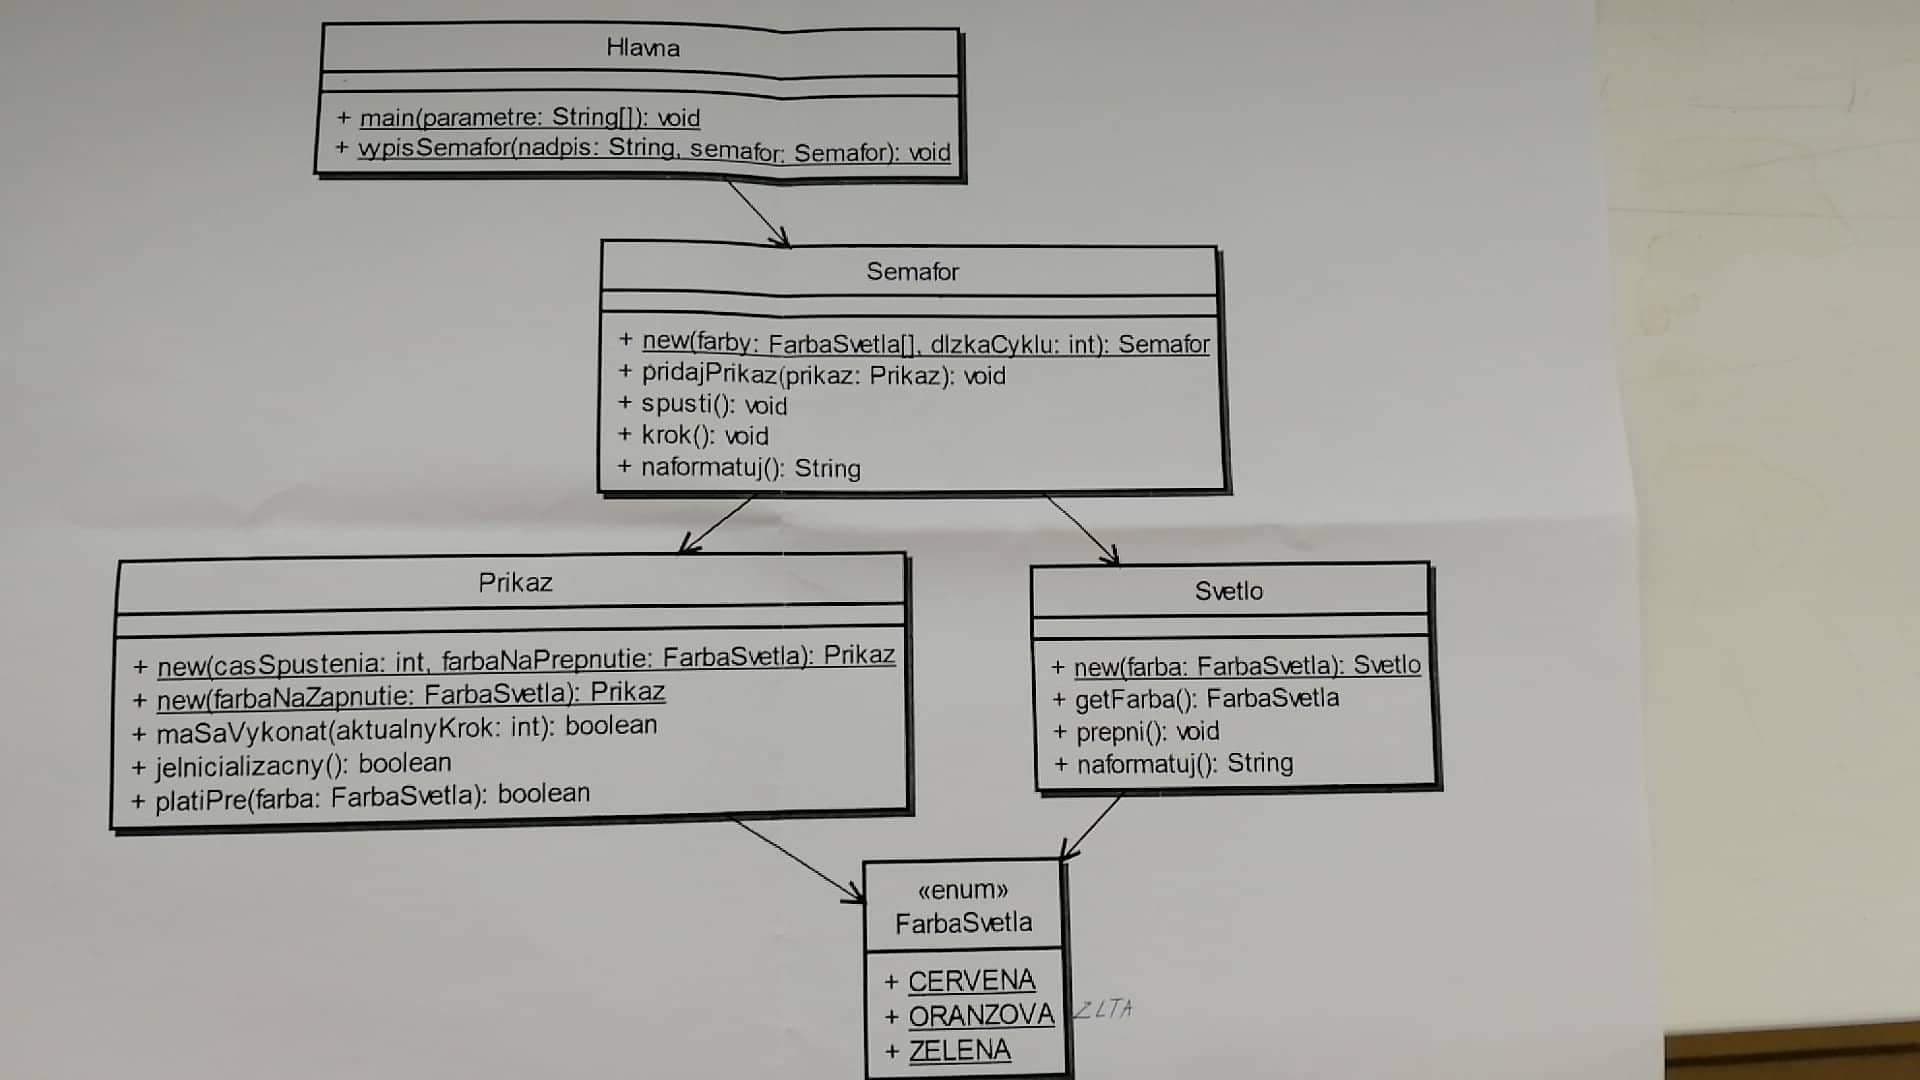 Hlavna
+ main(parametre: String[]): void
+ vypisSemafor(nadpis: String, semafor: Semafor): void
Semafor
+ new(farby: FarbaSvetla[], dlzkaCyklu: int): Semafor
+ pridajPrikaz(prikaz: Prikaz): void
+ spusti(): void
+ krok(): void
+ naformatuj(): String
Prikaz
+ new(casSpustenia: int, farbaNaPrepnutie: FarbaSvetla): Prikaz
+ new(farbaNaZapnutie: FarbaSvetla): Prikaz
+ maSaVykonat(aktualnyKrok: int): boolean
+ jeInicializacny(): boolean
+ platiPre(farba: FarbaSvetla): boolean
Svetlo
+ new(farba: FarbaSvetla): Svetlo
+ getFarba(): FarbaSvetla
+ prepni(): void
+ naformatuj(): String
«enum»
FarbaSvetla
+ CERVENA
+ ORANZOVA ZLTA
+ ZELENA